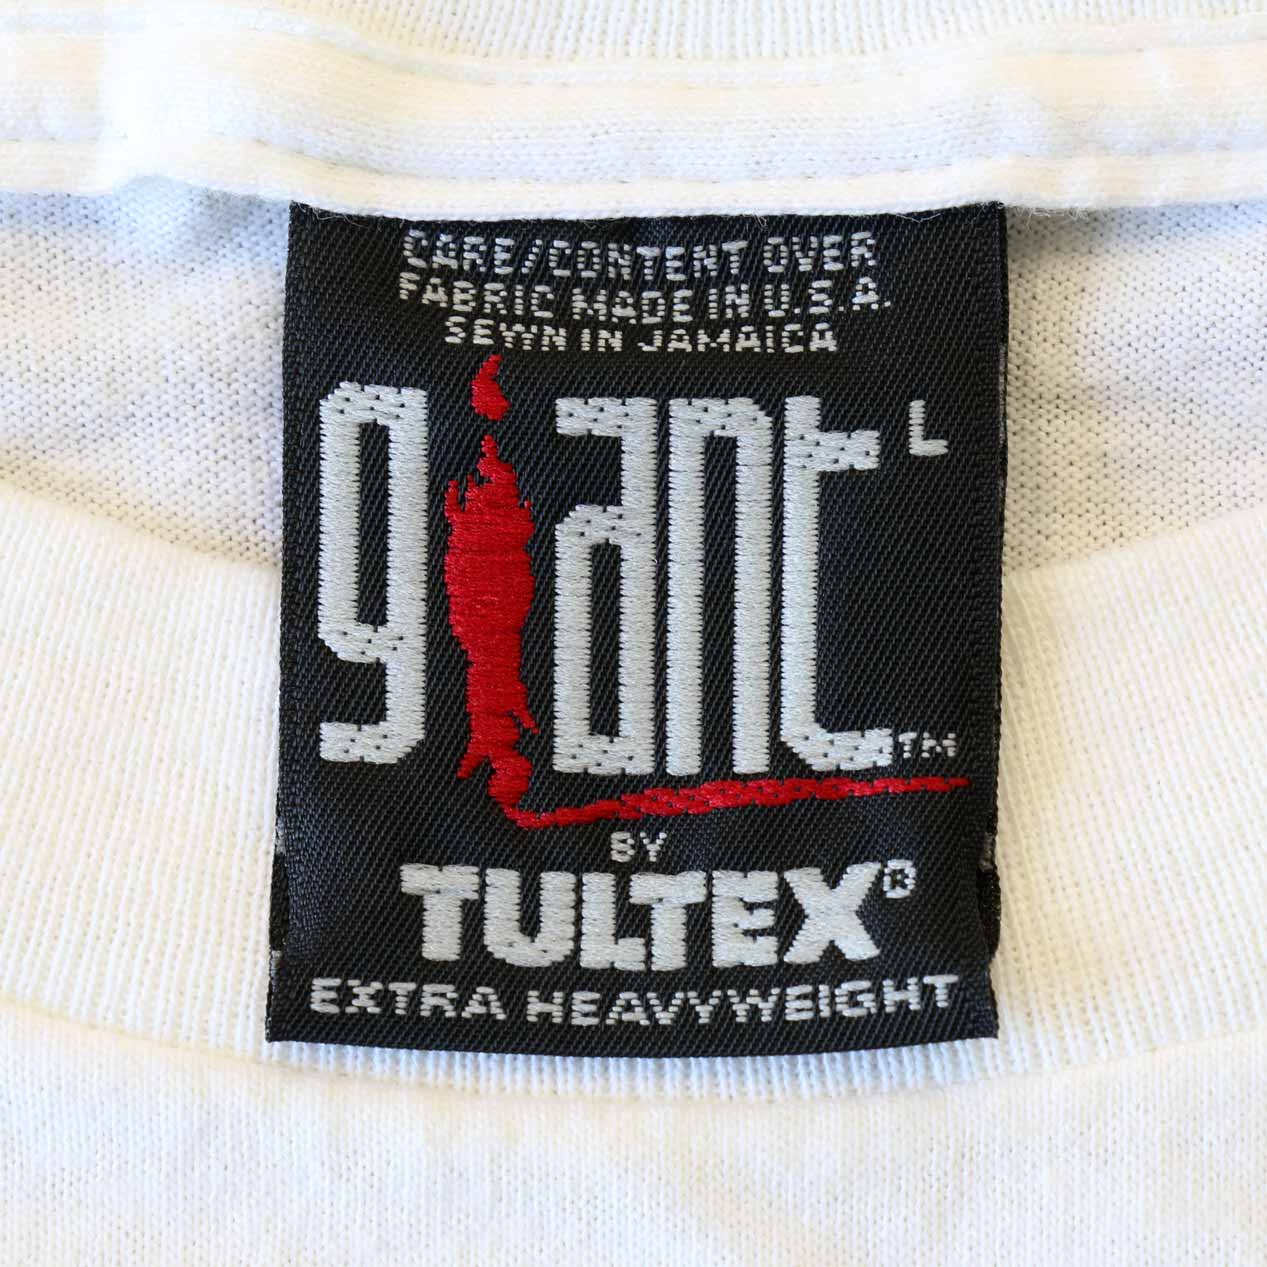 CARE/CONTENT OVER
FABRIC MADE IN U.S.A.
SEWN IN JAMAICA
giant L
TM
BY
TULTEX®
EXTRA HEAVYWEIGHT